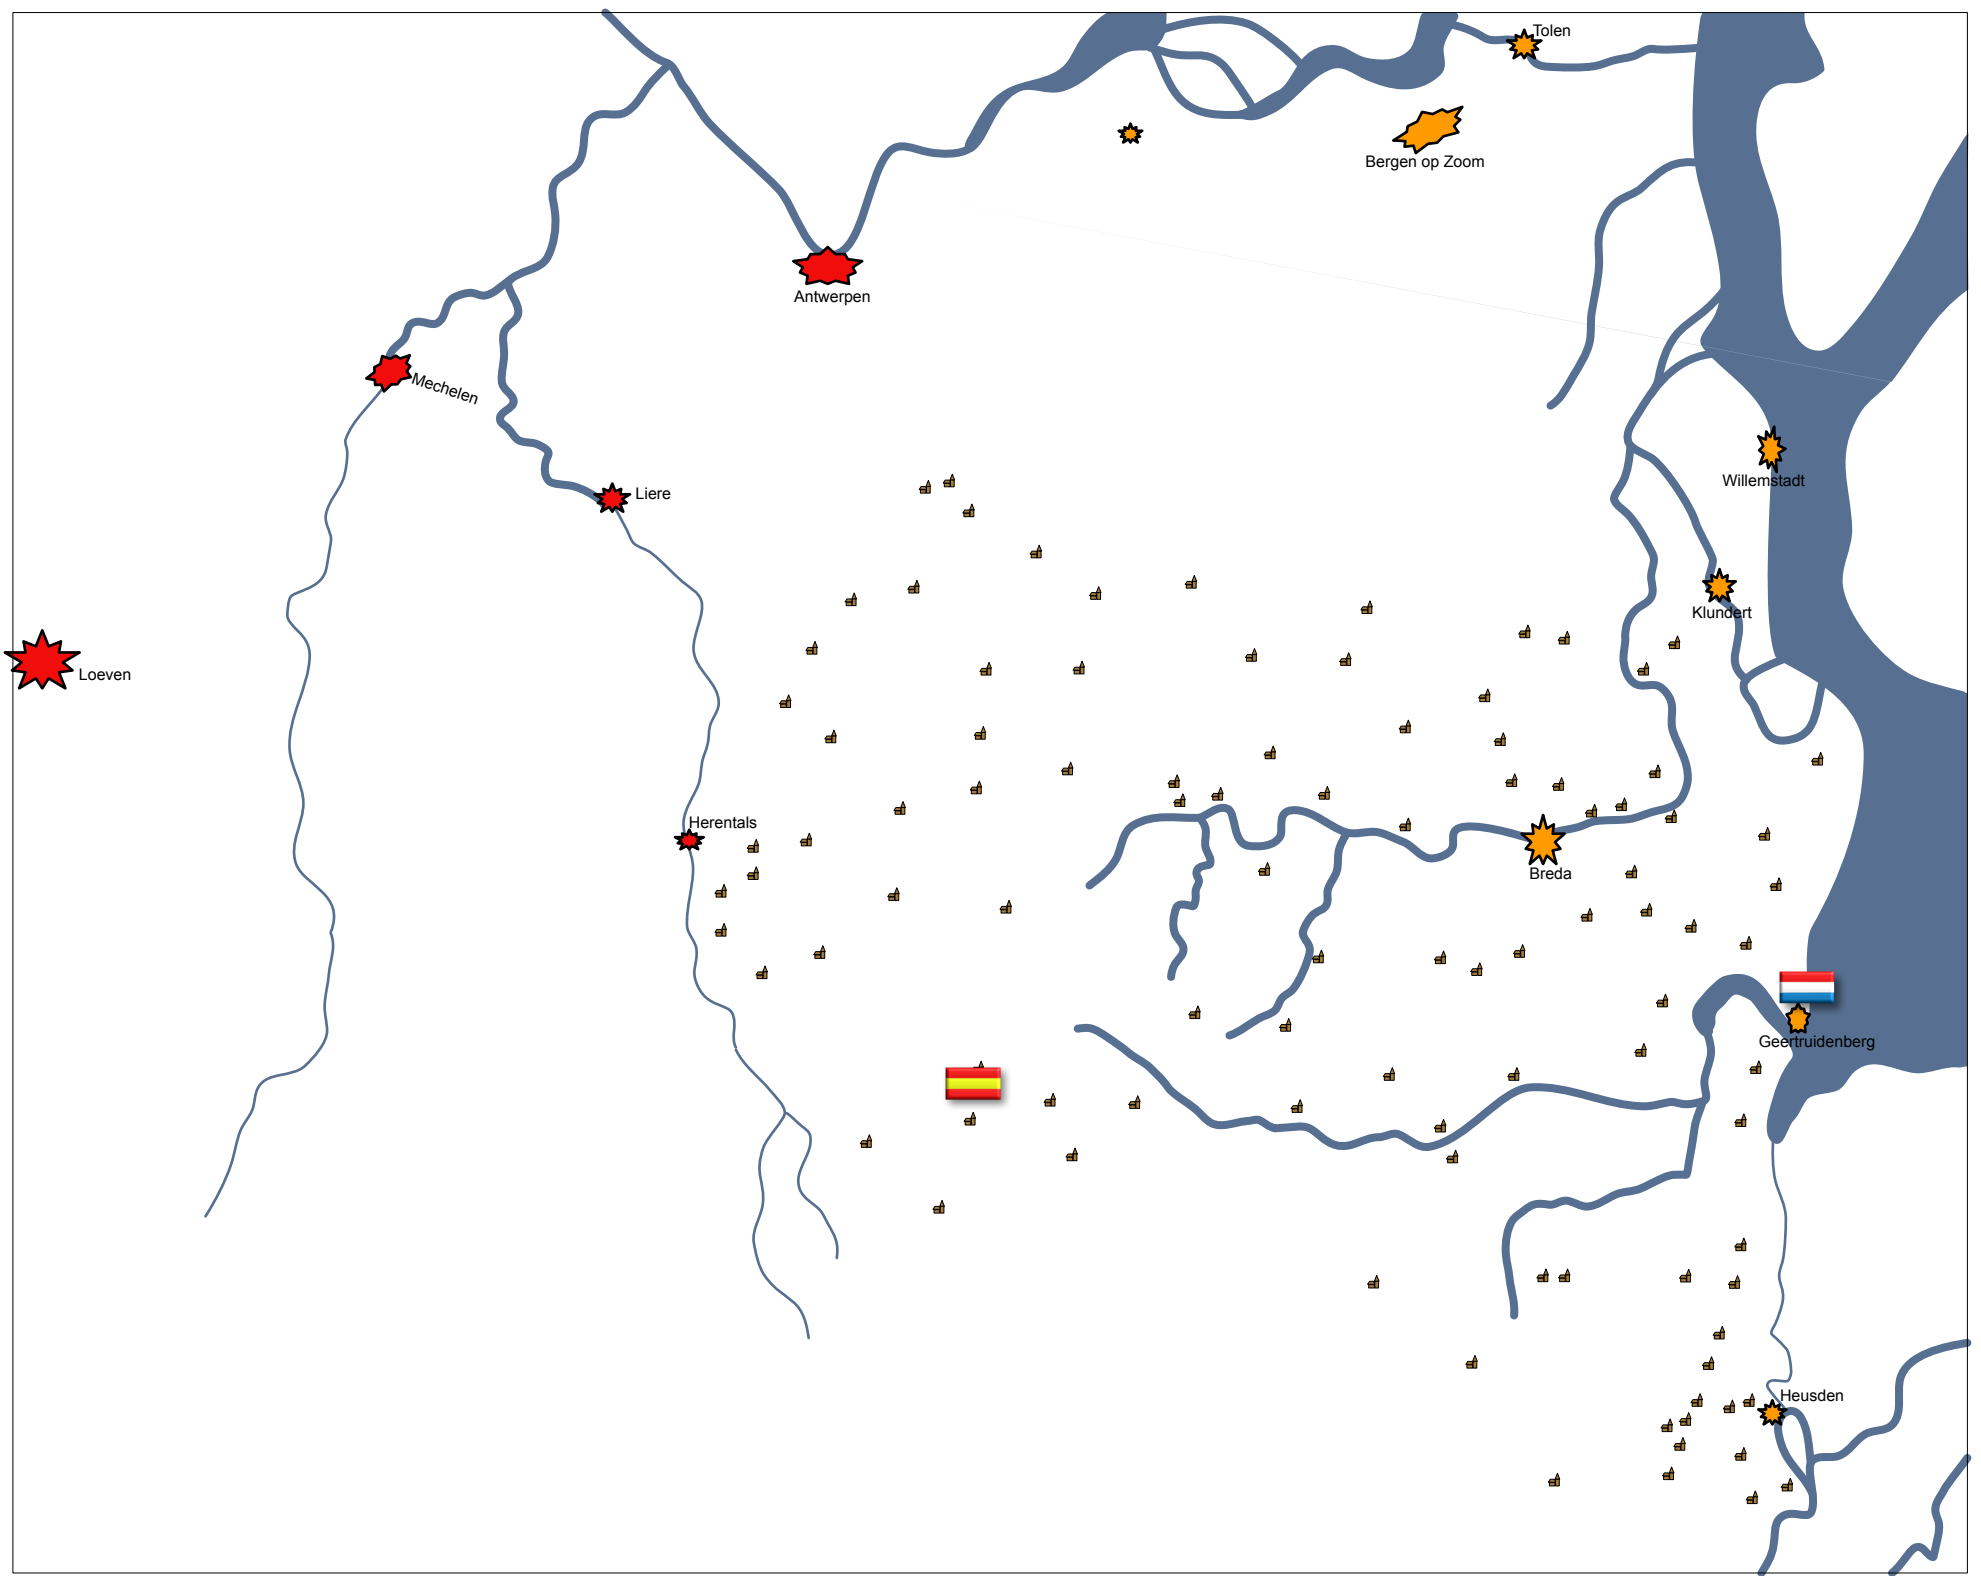 Tolen
Bergen op Zoom
Antwerpen
Mechelen
Willemstadt
Liere
Klundert
Loeven
Herentals
Breda
Geertruidenberg
Heusden